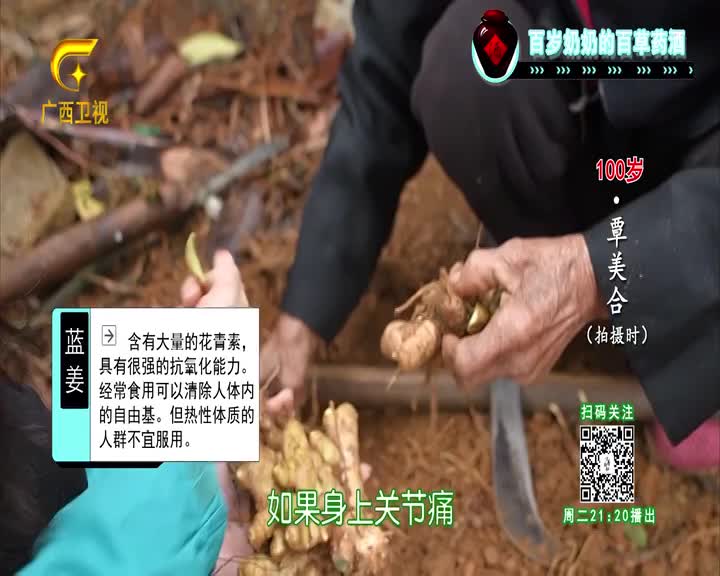 百岁奶奶的百草药酒
广西卫视
100岁
·覃美合
(拍摄时)
蓝姜
含有大量的花青素，
具有很强的抗氧化能力。
经常食用可以清除人体内
的自由基。但热性体质的
人群不宜服用。
扫码关注
周二21:20播出
如果身上关节痛